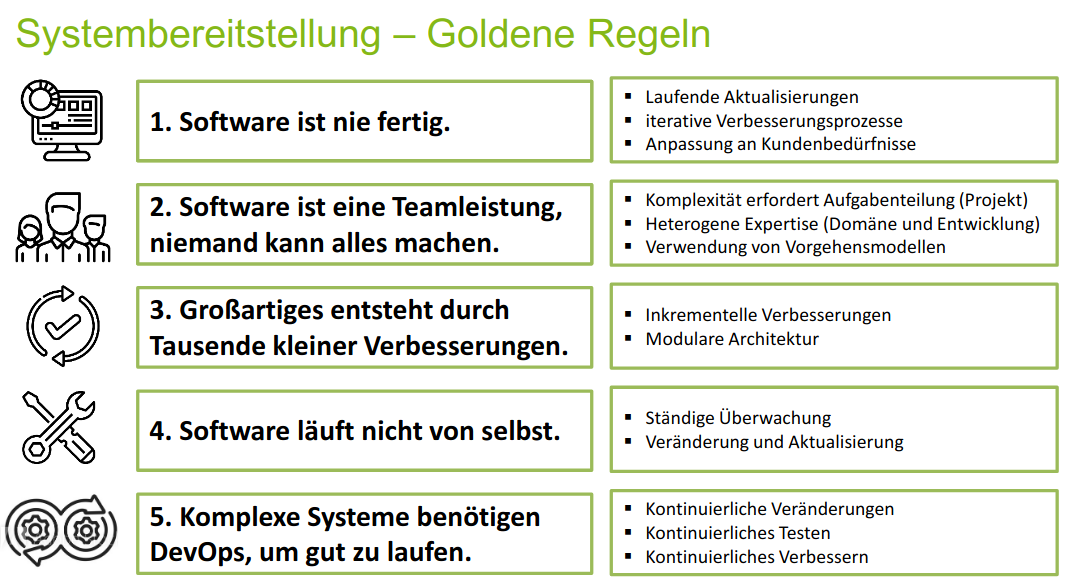 Systembereitstellung – Goldene Regeln
1. Software ist nie fertig.
▪ Laufende Aktualisierungen
▪ iterative Verbesserungsprozesse
▪ Anpassung an Kundenbedürfnisse
2. Software ist eine Teamleistung,
niemand kann alles machen.
▪ Komplexität erfordert Aufgabenteilung (Projekt)
▪ Heterogene Expertise (Domäne und Entwicklung)
▪ Verwendung von Vorgehensmodellen
3. Großartiges entsteht durch
Tausende kleiner Verbesserungen.
▪ Inkrementelle Verbesserungen
▪ Modulare Architektur
4. Software läuft nicht von selbst.
▪ Ständige Überwachung
▪ Veränderung und Aktualisierung
5. Komplexe Systeme benötigen
DevOps, um gut zu laufen.
▪ Kontinuierliche Veränderungen
▪ Kontinuierliches Testen
▪ Kontinuierliches Verbessern